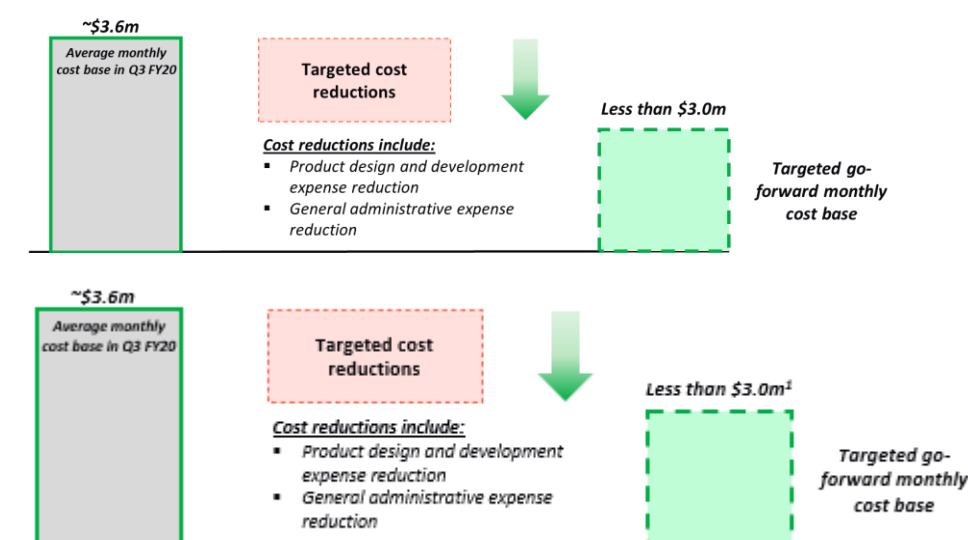 ~$3.6m
Average monthly
cost base in Q3 FY20
Targeted cost
reductions
Cost reductions include:
▪ Product design and development
expense reduction
▪ General administrative expense
reduction
Less than $3.0m
Targeted go-
forward monthly
cost base
~$3.6m
Average monthly
cost base in Q3 FY20
Targeted cost
reductions
Cost reductions include:
▪ Product design and development
expense reduction
▪ General administrative expense
reduction
Less than $3.0m¹
Targeted go-
forward monthly
cost base